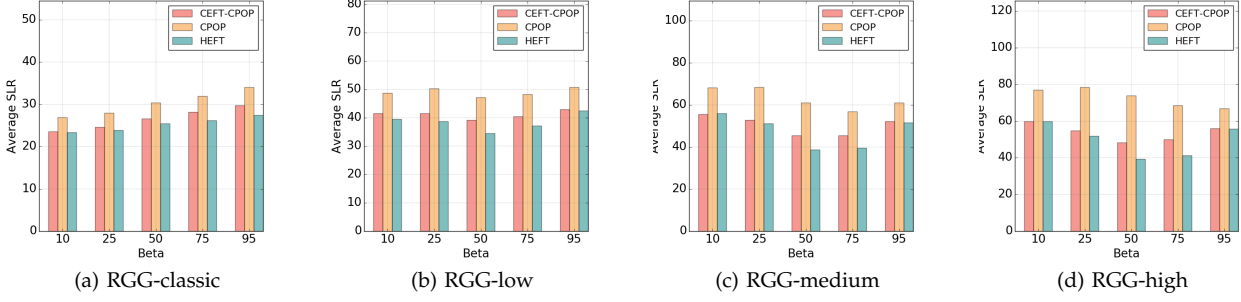 Average SLR
50
40
30
20
10
0
10 25 50 75 95
Beta
CEFT-CPOP
CPOP
HEFT
(a) RGG-classic
Average SLR
80
70
60
50
40
30
20
10
0
10 25 50 75 95
Beta
CEFT-CPOP
CPOP
HEFT
(b) RGG-low
Average SLR
100
80
60
40
20
0
10 25 50 75 95
Beta
CEFT-CPOP
CPOP
HEFT
(c) RGG-medium
Average SLR
120
100
80
60
40
20
0
10 25 50 75 95
Beta
CEFT-CPOP
CPOP
HEFT
(d) RGG-high